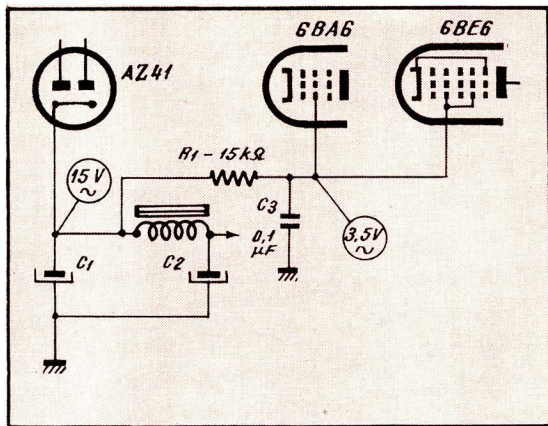 6BA6
6BE6
AZ41
R1 - 15kΩ
15V
~
C3
C1
C2
0,1
µF
3,5V
~